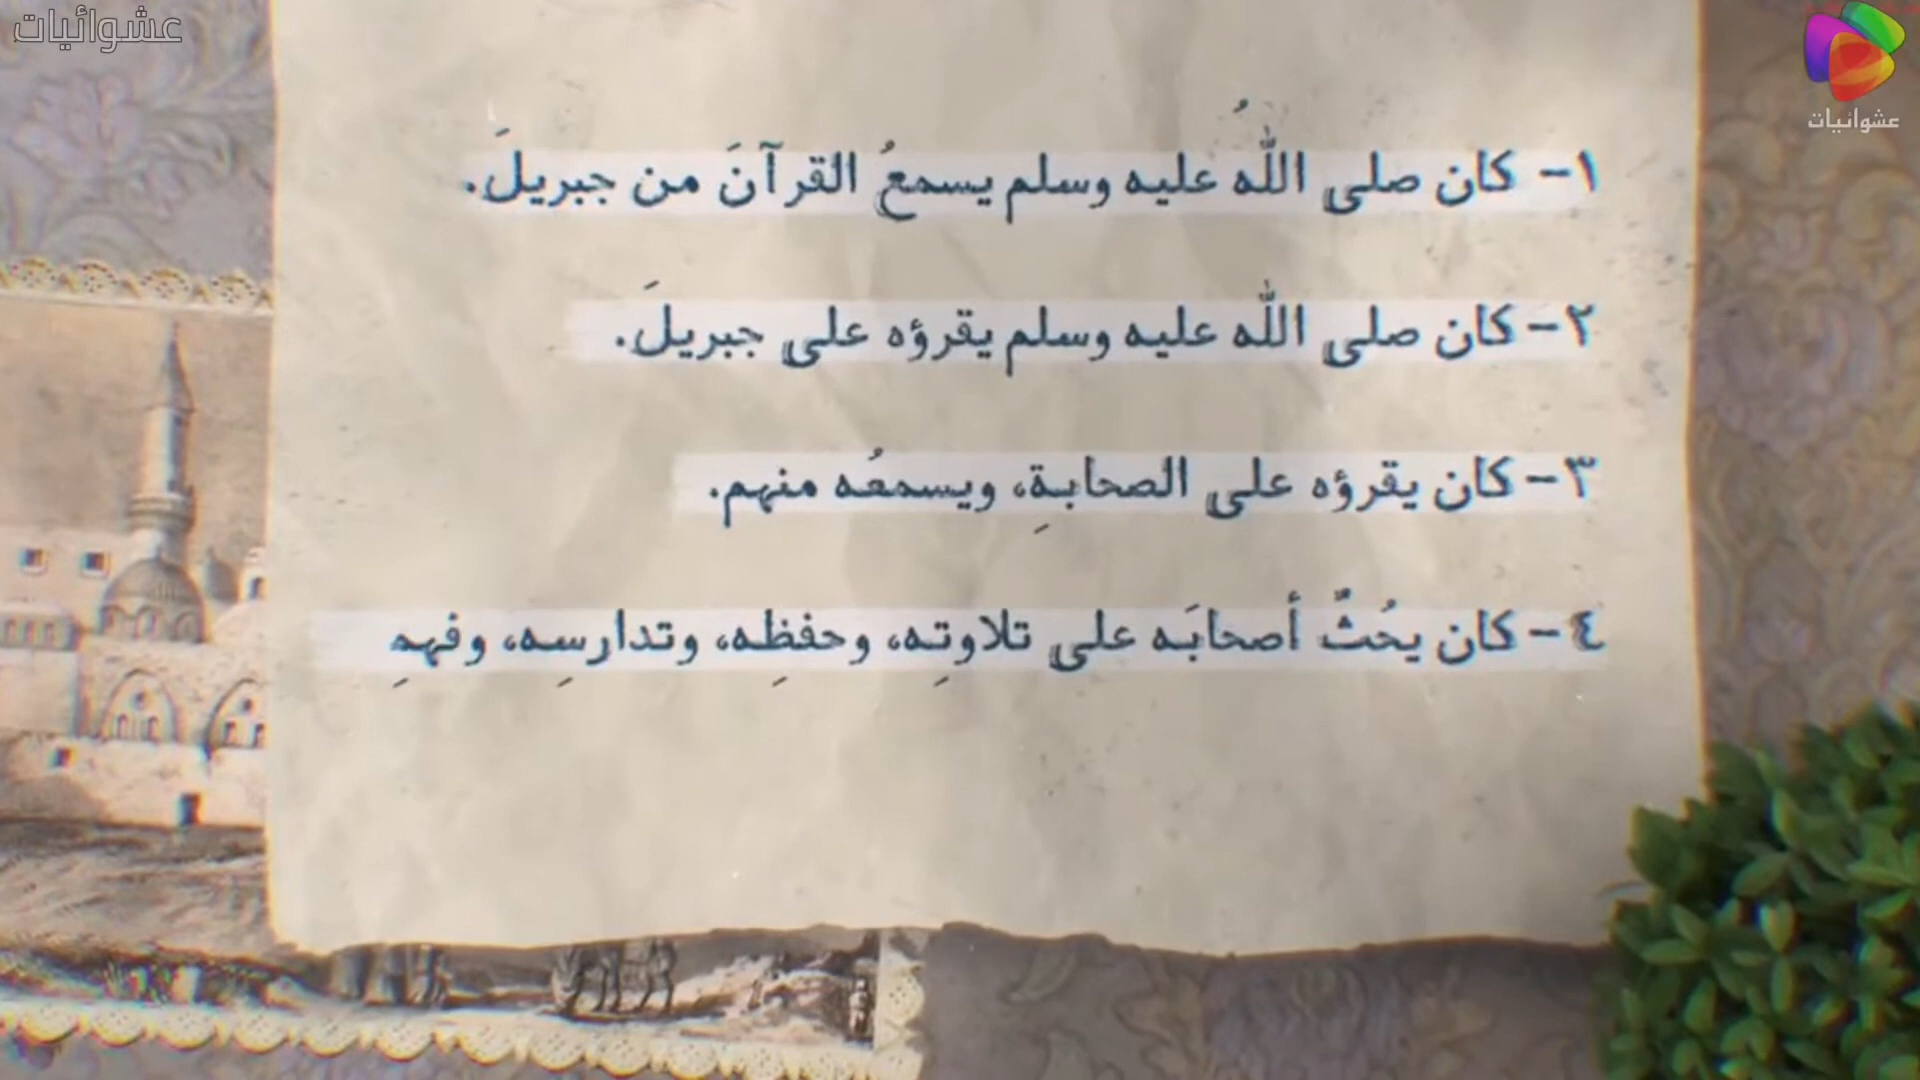 عشوائيات
عشوائيات
١- كان صلى اللهُ عليه وسلم يسمعُ القرآنَ من جبريلَ.
٢- كان صلى الله عليه وسلم يقرؤه على جبريلَ.
٣- كان يقرؤه على الصحابةِ، ويسمعُه منهم.
٤- كان يحُثٌ أصحابَه على تلاوتِه، وحفظِه، وتدارسِه، وفهمِ